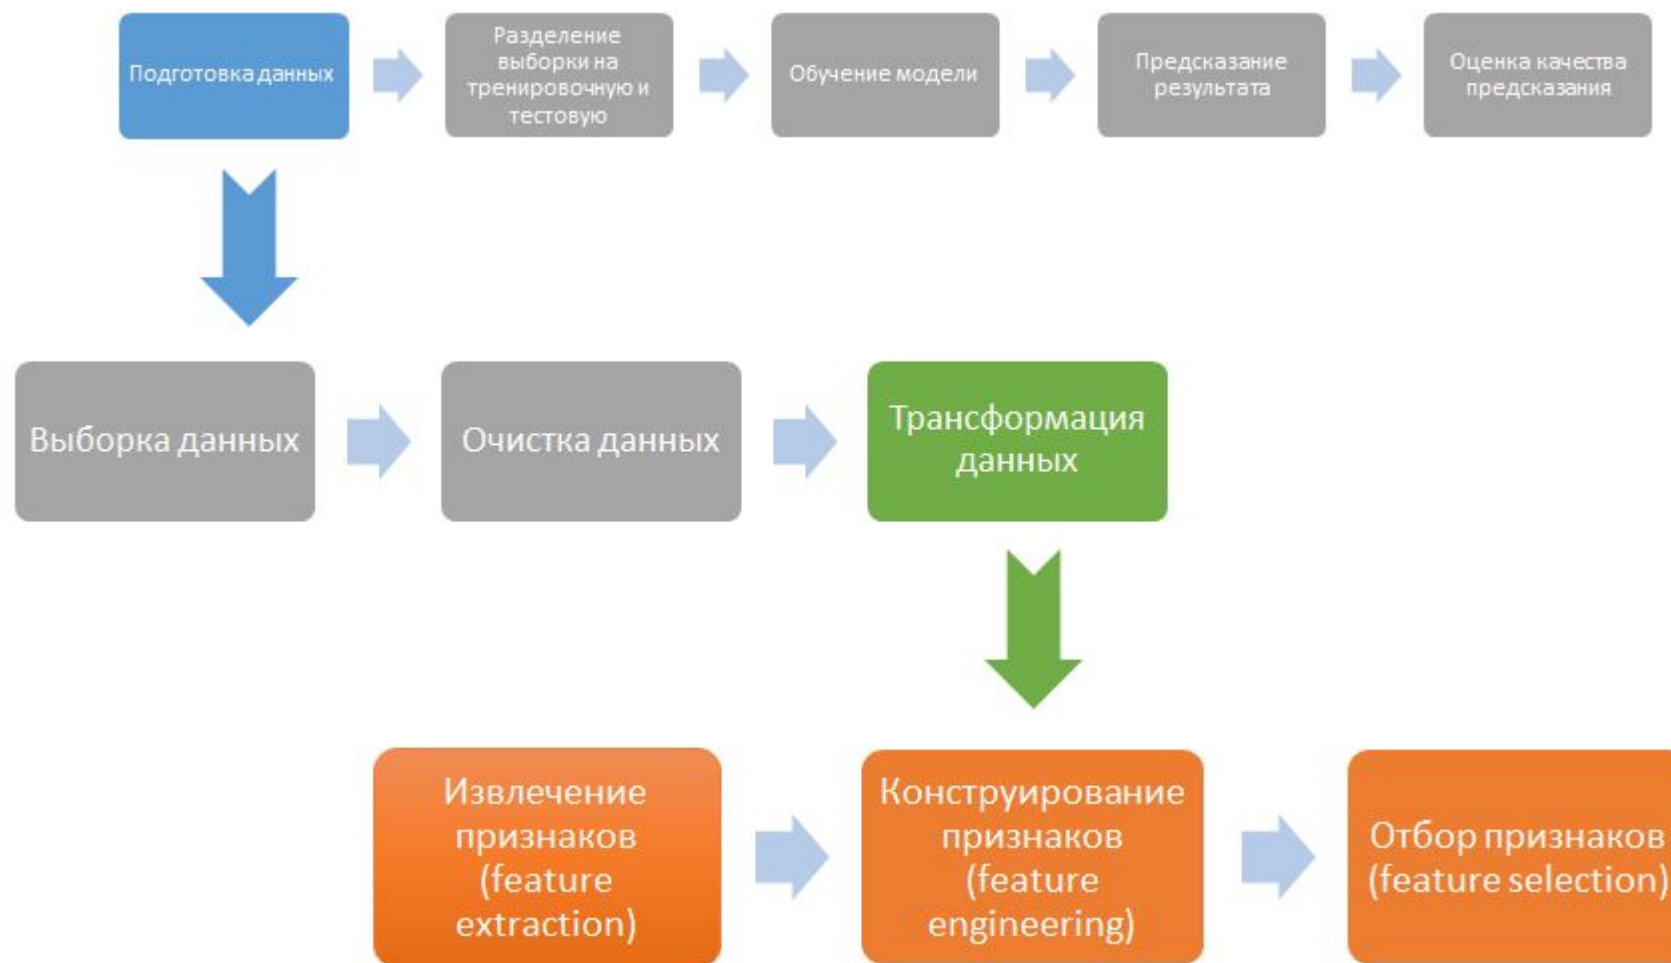 Подготовка данных
Разделение
выборки на
тренировочную и
тестовую
Обучение модели
Предсказание
результата
Оценка качества
предсказания
Выборка данных
Очистка данных
Трансформация
данных
Извлечение
признаков
(feature
extraction)
Конструирование
признаков
(feature
engineering)
Отбор признаков
(feature selection)